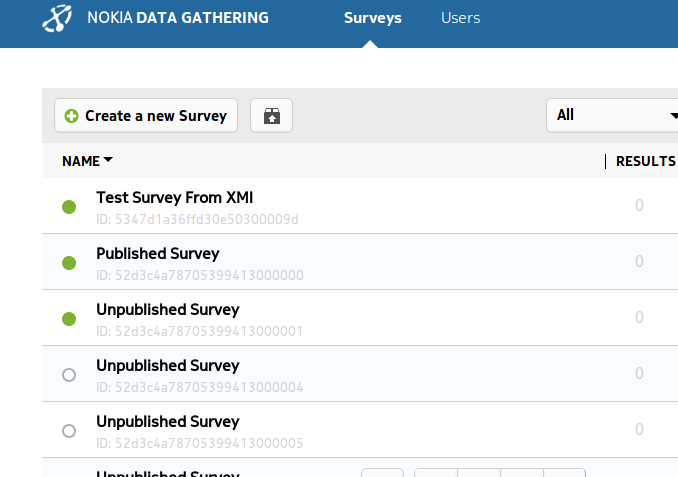 NOKIA DATA GATHERING Surveys Users
Create a new Survey All
NAME RESULTS
Test Survey From XMI
ID: 5347d1a36ffd30e50300009d 0
Published Survey
ID: 52d3c4a78705399413000000 0
Unpublished Survey
ID: 52d3c4a78705399413000001 0
Unpublished Survey
ID: 52d3c4a78705399413000004 0
Unpublished Survey
ID: 52d3c4a78705399413000005 0
Unpublished Survey